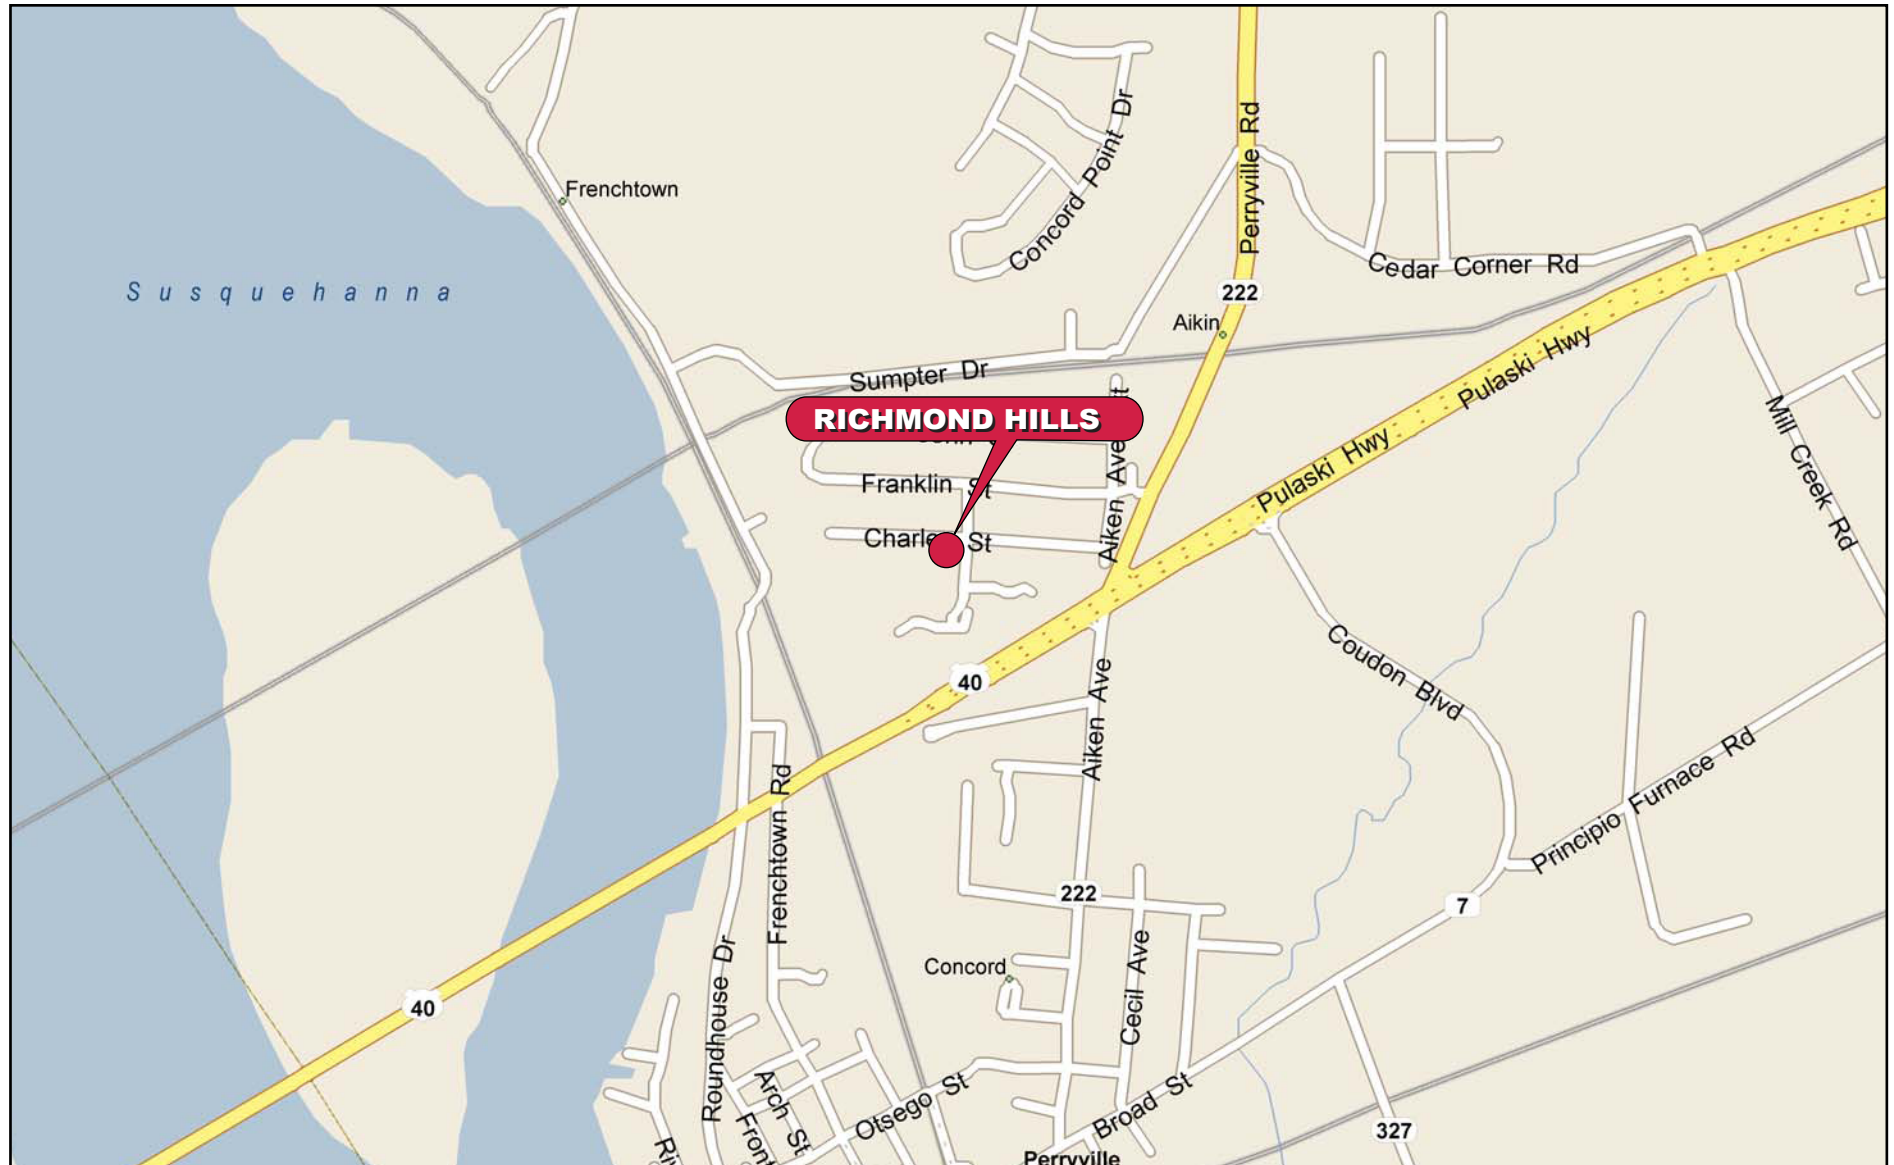 Concord Point Dr
Perryville Rd
Frenchtown
Susquehanna
Cedar Corner Rd
222
Aikin
Pulaski Hwy
Sumpter Dr
RICHMOND HILLS
Pulaski Hwy
Mill Creek Rd
Franklin St
Aiken Ave
St
Coudon Blvd
40
Aiken Ave
Principio Furnace Rd
Frenchtown Rd
222
7
Roundhouse Dr
Concord
Cecil Ave
40
Arch St
Otsego St
Broad St
Front
327
Perryville